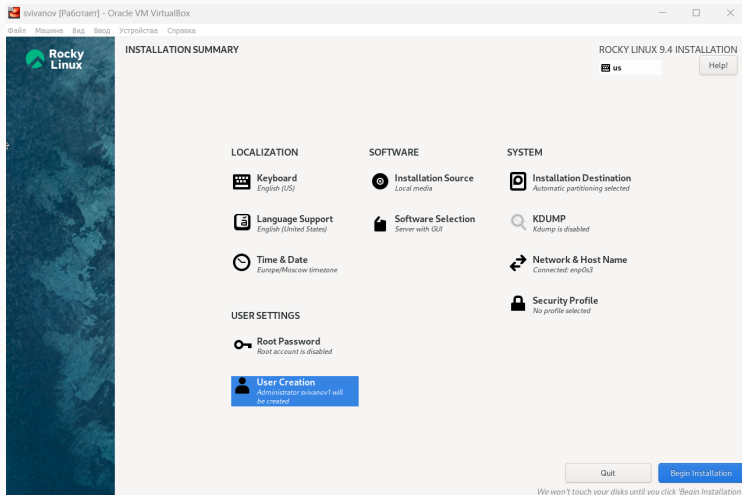 svivanov [Работает] - Oracle VM VirtualBox
Файл Машина Вид Ввод Устройства Справка
Rocky
Linux
INSTALLATION SUMMARY
ROCKY LINUX 9.4 INSTALLATION
us
Help!
LOCALIZATION
Keyboard
English (US)
Language Support
English (United States)
Time & Date
Europe/Moscow timezone
SOFTWARE
Installation Source
Local media
Software Selection
Server with GUI
SYSTEM
Installation Destination
Automatic partitioning selected
KDUMP
Kdump is disabled
Network & Host Name
Connected: enp0s3
Security Profile
No profile selected
USER SETTINGS
Root Password
Root account is disabled
User Creation
Administrator svivanov1 will
be created
Quit
Begin Installation
We won't touch your disks until you click 'Begin Installation